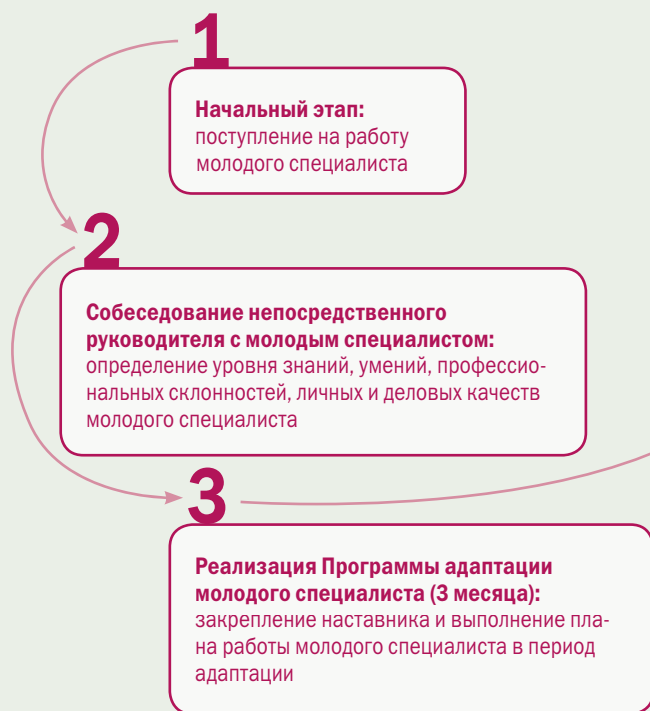 1
Начальный этап:
поступление на работу
молодого специалиста
2
Собеседование непосредственного
руководителя с молодым специалистом:
определение уровня знаний, умений, профессио-
нальных склонностей, личных и деловых качеств
молодого специалиста
3
Реализация Программы адаптации
молодого специалиста (3 месяца):
закрепление наставника и выполнение пла-
на работы молодого специалиста в период
адаптации